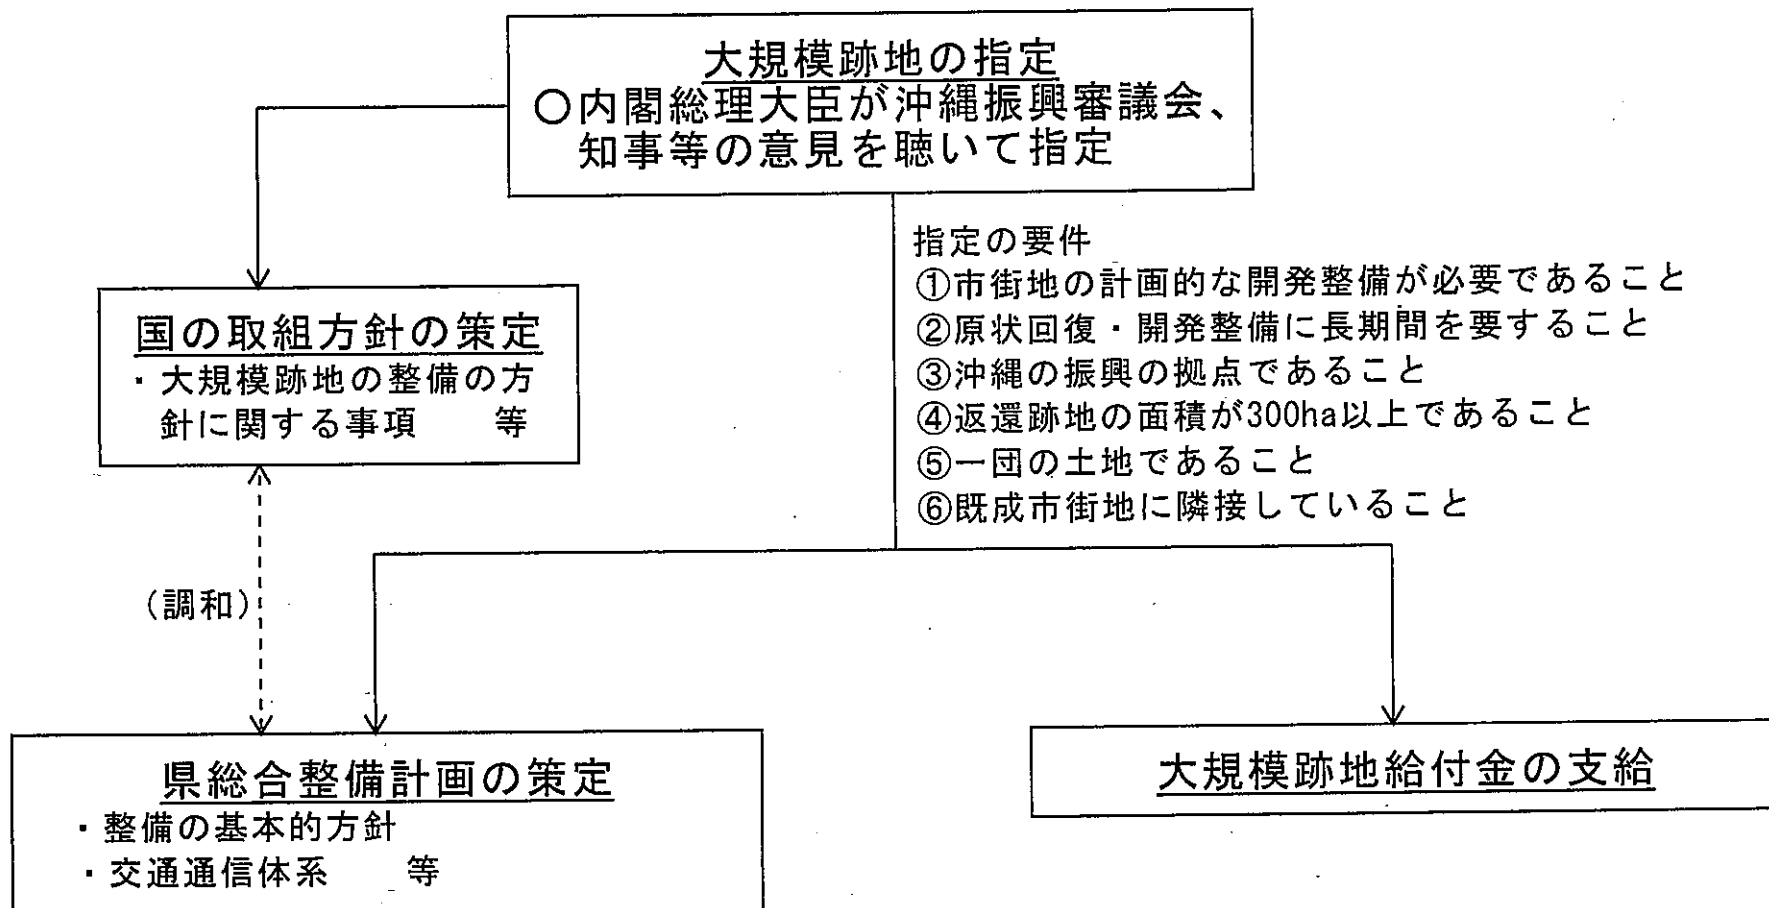 大規模跡地の指定
○内閣総理大臣が沖縄振興審議会、
知事等の意見を聴いて指定
指定の要件
①市街地の計画的な開発整備が必要であること
②原状回復・開発整備に長期間を要すること
③沖縄の振興の拠点であること
④返還跡地の面積が300ha以上であること
⑤一団の土地であること
⑥既成市街地に隣接していること
国の取組方針の策定
・大規模跡地の整備の方
針に関する事項　　等
（調和）
県総合整備計画の策定
・整備の基本的方針
・交通通信体系　　等
大規模跡地給付金の支給